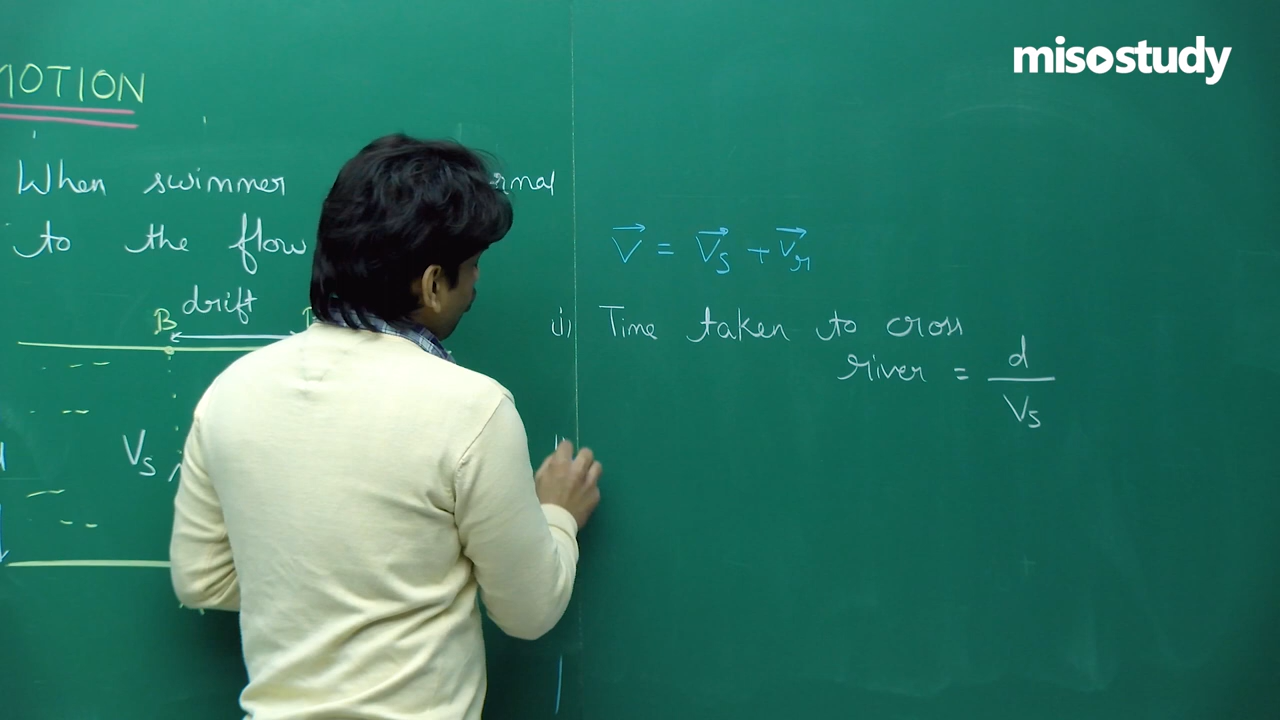 misostudy
MOTION
When swimmer
to the flow
drift
B
Vs
V = Vs + Vr
ii) Time taken to cross
river = d / Vs